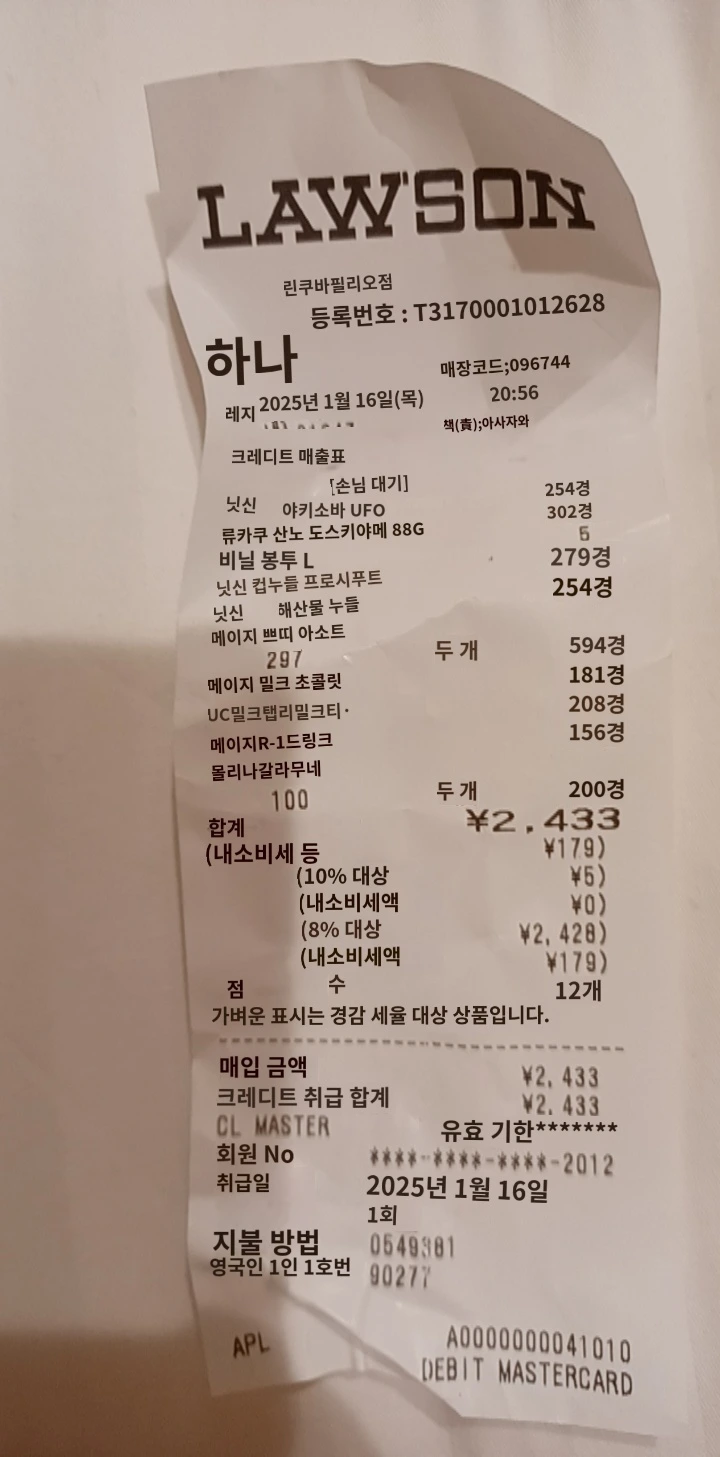 LAWSON
린쿠바필리오점
등록번호 : T3170001012628
하나
매장코드;096744
레지 2025년 1월 16일(목) 20:56
책(責);아사자와
크레디트 매출표
[손님 대기]
닛신 야키소바 UFO 254경
류카쿠 산노 도스키야메 88G 302경
비닐 봉투 L 5
닛신 컵누들 프로시푸트 279경
닛신 해산물 누들 254경
메이지 쁘띠 아소트
297 두 개 594경
메이지 밀크 초콜릿 181경
UC밀크탭리밀크티· 208경
메이지R-1드링크 156경
몰리나갈라무네
100 두 개 200경
합계 ¥2,433
(내소비세 등 ¥179)
(10% 대상 ¥5)
(내소비세액 ¥0)
(8% 대상 ¥2,428)
(내소비세액 ¥179)
점 수 12개
가벼운 표시는 경감 세율 대상 상품입니다.
매입 금액 ¥2,433
크레디트 취급 합계 ¥2,433
CL MASTER 유효 기한*******
회원 No ****-****-****-2012
취급일 2025년 1월 16일
1회
지불 방법 0549381
영국인 1인 1호번 90277
APL A0000000041010
DEBIT MASTERCARD